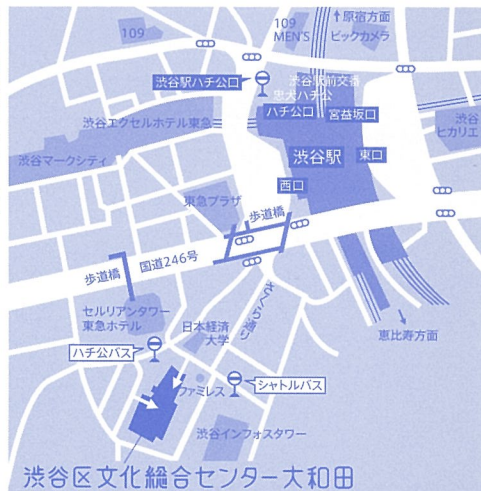 ↑原宿方面
109
109
MEN'S
ビックカメラ
渋谷駅ハチ公口
渋谷駅前交番
忠犬ハチ公
ハチ公口
宮益坂口
渋谷エクセルホテル東急
渋谷
ヒカリエ
渋谷マークシティ
渋谷駅
東口
西口
東急プラザ
歩道橋
歩道橋
国道246号
さくら通り
セルリアンタワー
東急ホテル
日本経済
大学
恵比寿方面
ハチ公バス
シャトルバス
ファミレス
渋谷インフォスタワー
渋谷区文化総合センター大和田